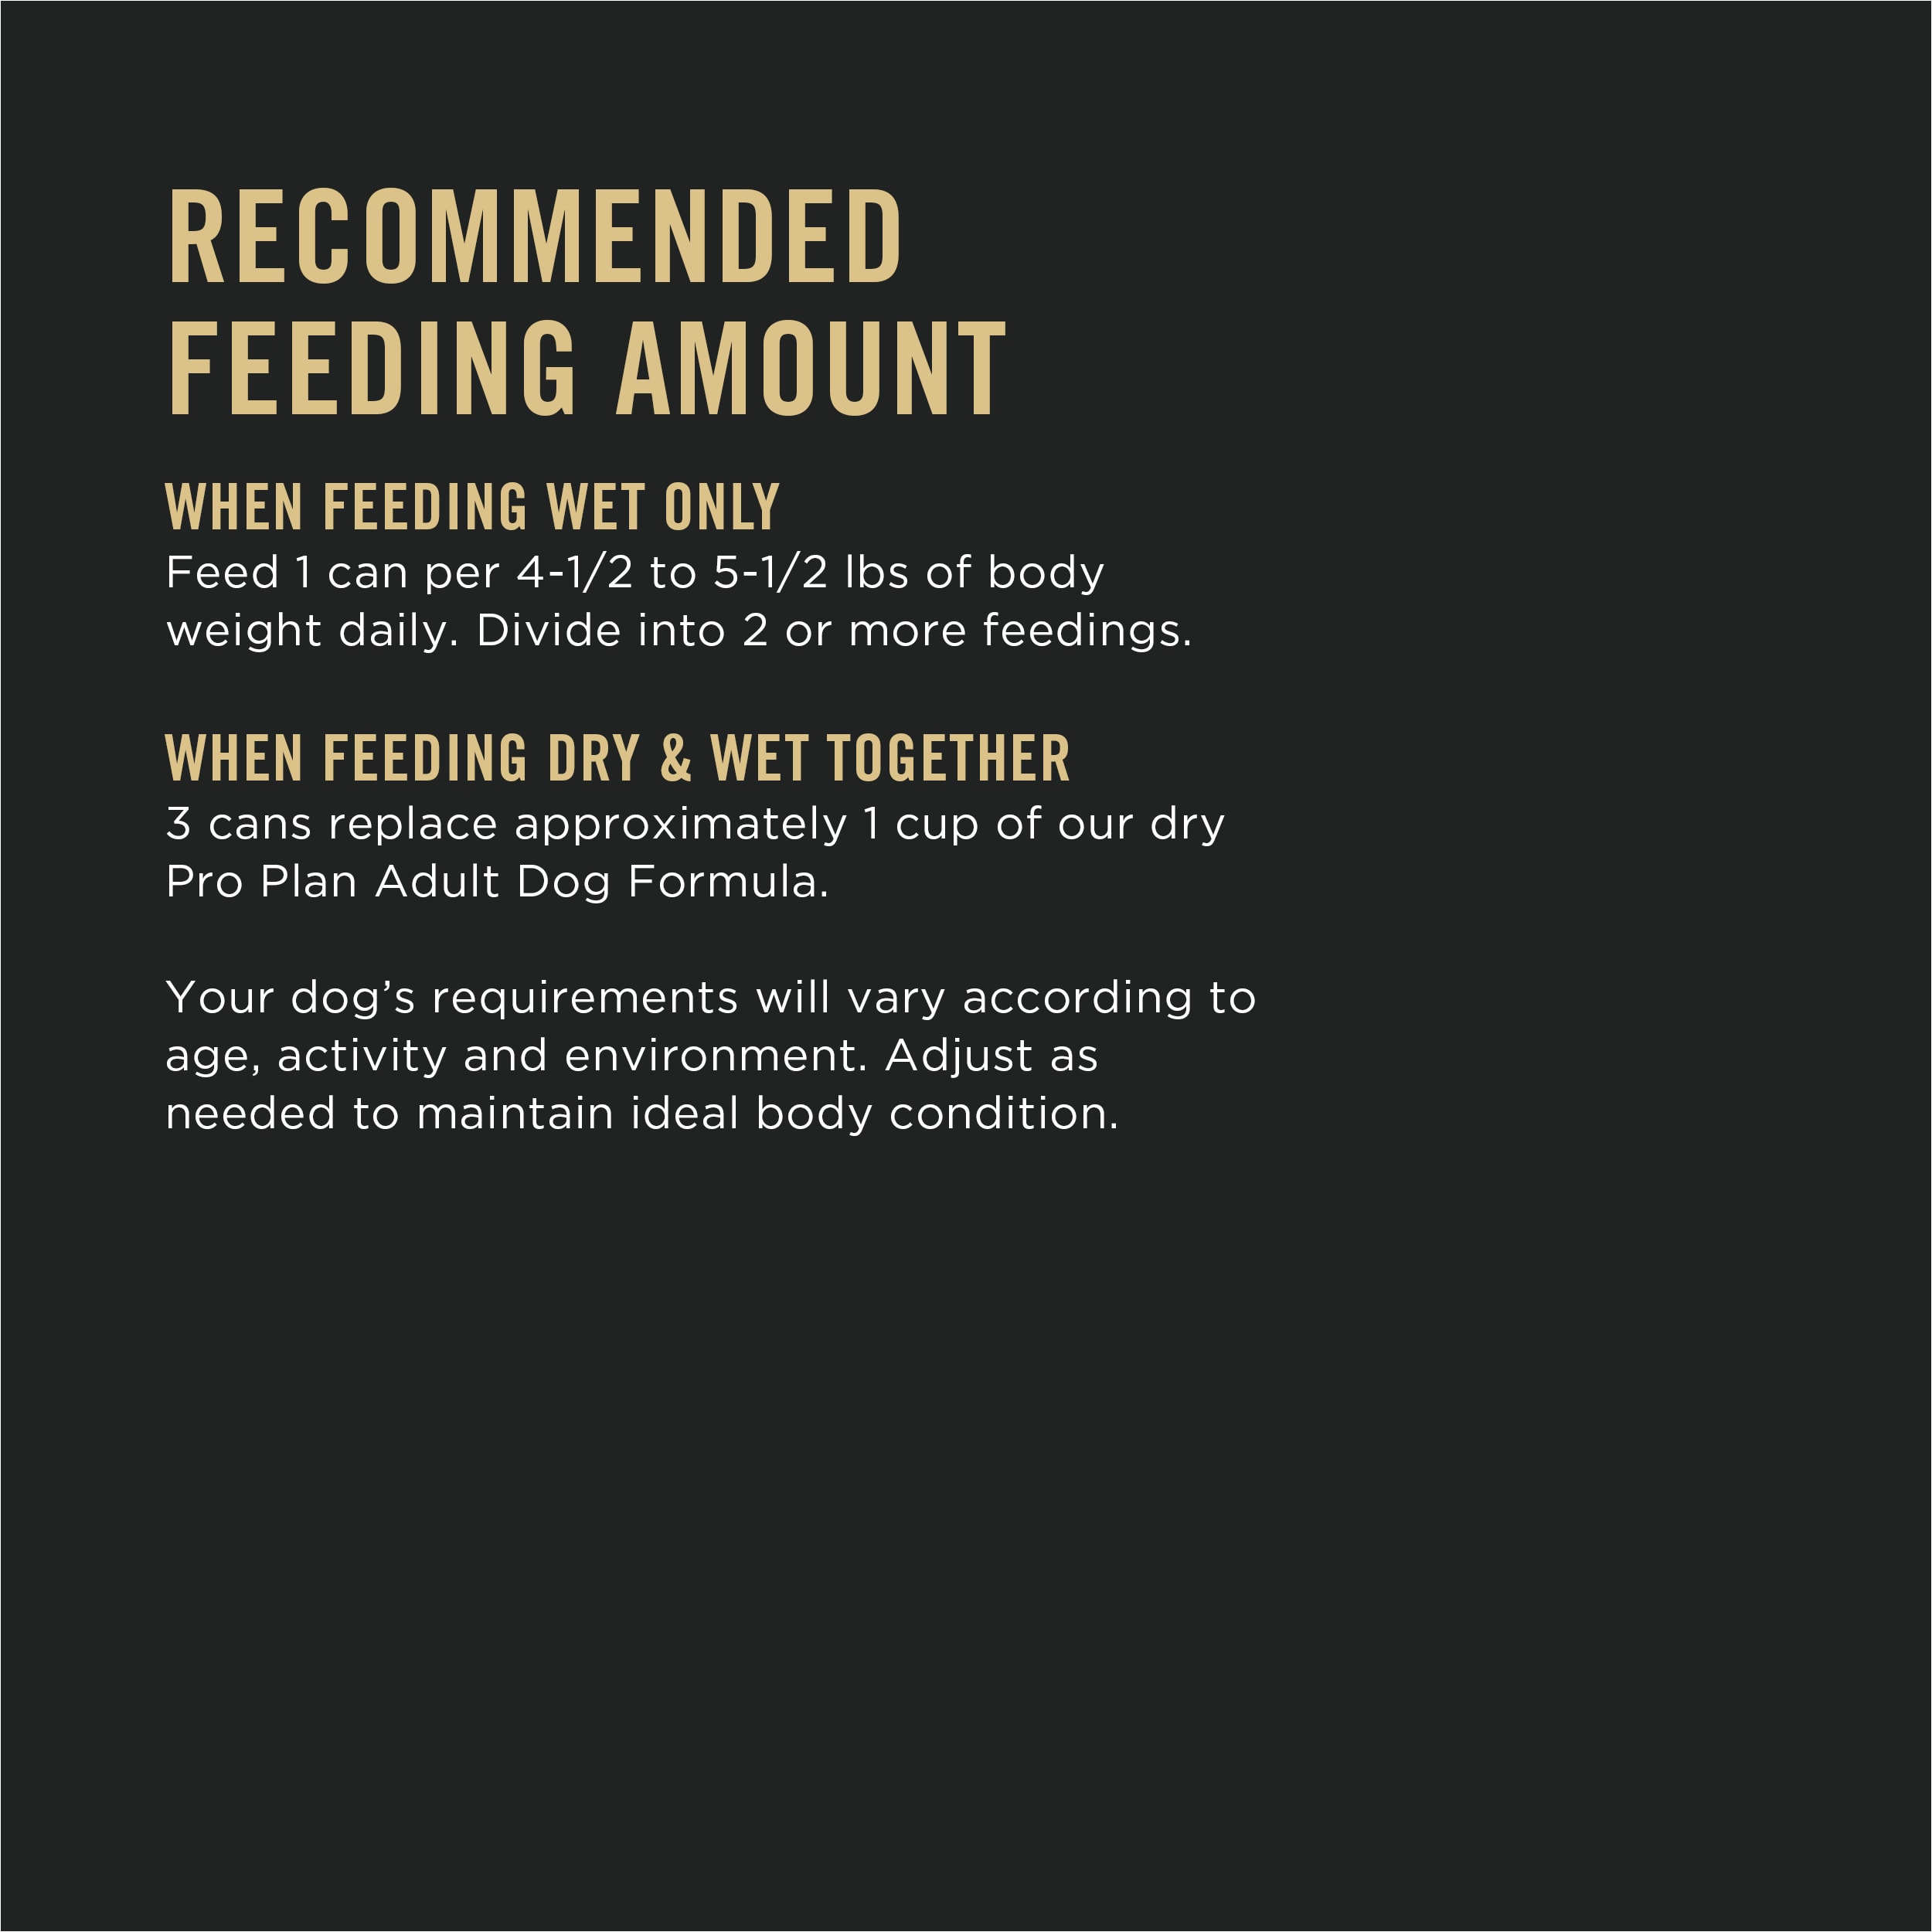 RECOMMENDED
FEEDING AMOUNT
WHEN FEEDING WET ONLY
Feed 1 can per 4-1/2 to 5-1/2 lbs of body
weight daily. Divide into 2 or more feedings.
WHEN FEEDING DRY & WET TOGETHER
3 cans replace approximately 1 cup of our dry
Pro Plan Adult Dog Formula.
Your dog’s requirements will vary according to
age, activity and environment. Adjust as
needed to maintain ideal body condition.